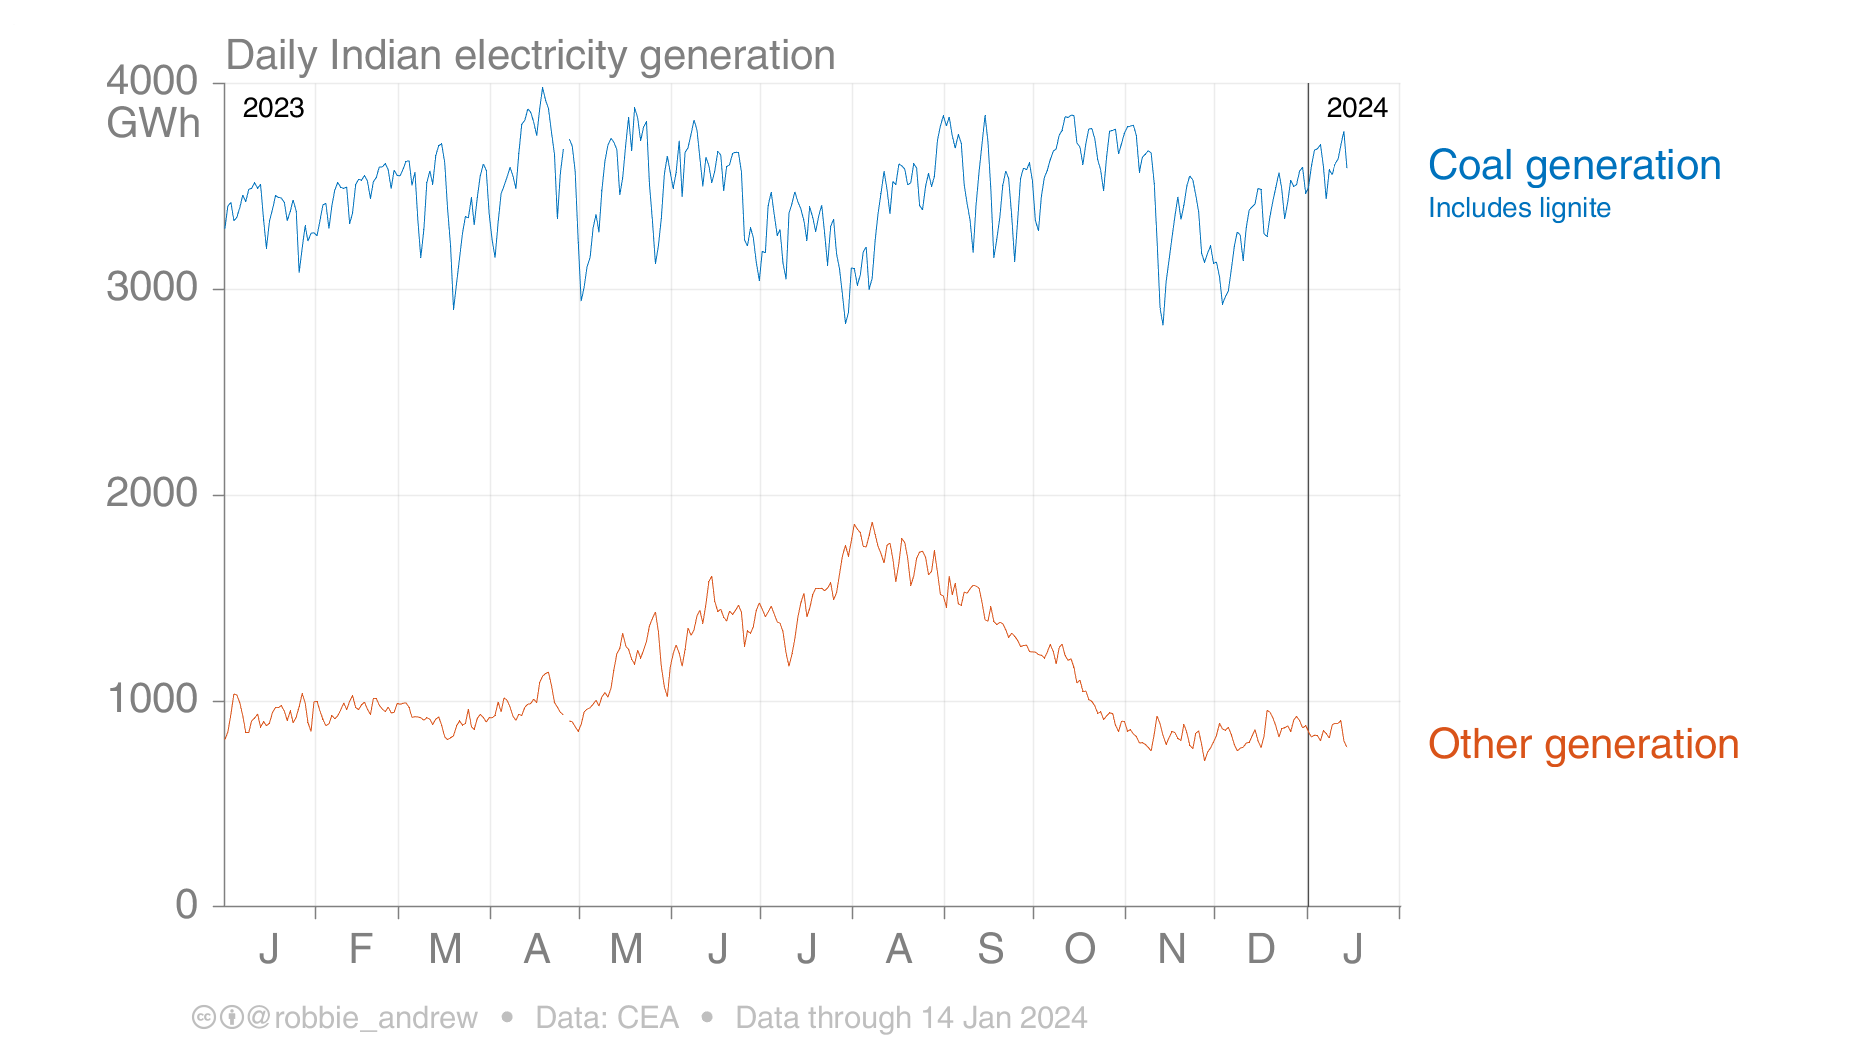 Daily Indian electricity generation
4000
GWh
2023
2024
3000
2000
1000
0
J F M A M J J A S O N D J
Coal generation
Includes lignite
Other generation
cc @robbie_andrew • Data: CEA • Data through 14 Jan 2024